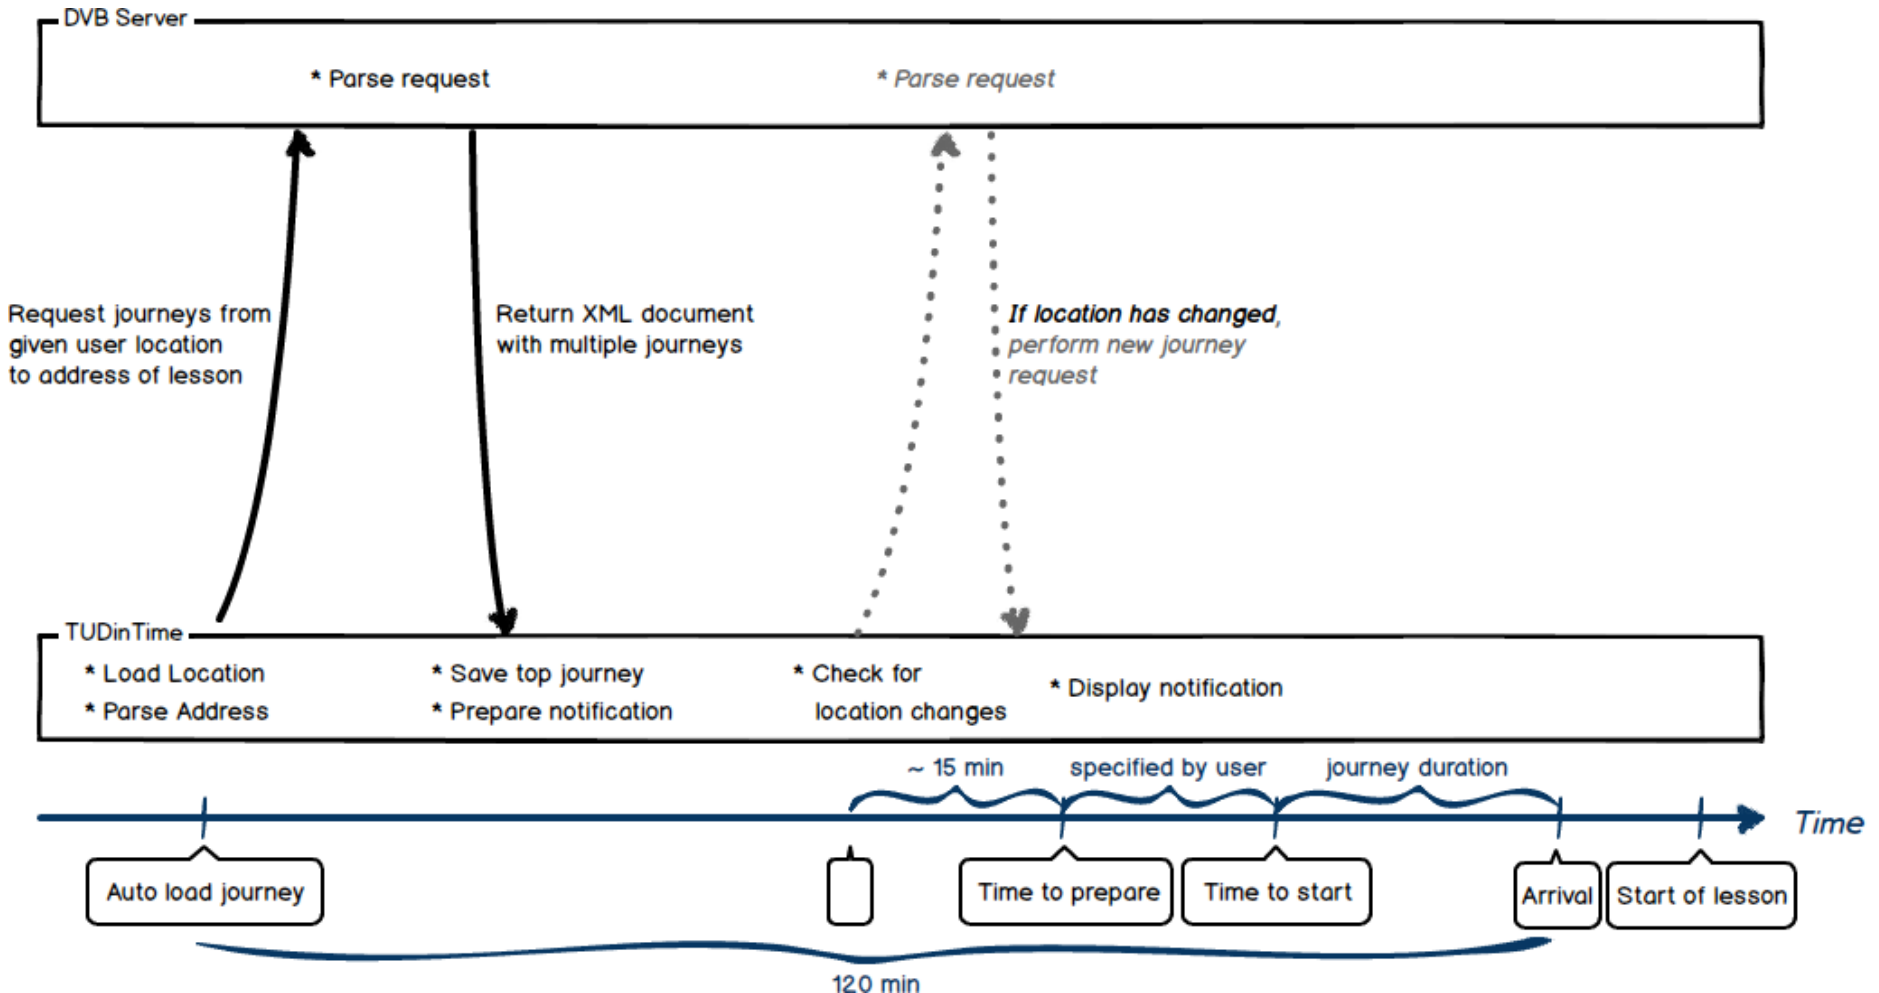 DVB Server
* Parse request
* Parse request
Request journeys from
given user location
to address of lesson
Return XML document
with multiple journeys
If location has changed,
perform new journey
request
TUDinTime
* Load Location
* Parse Address
* Save top journey
* Prepare notification
* Check for
location changes
* Display notification
~ 15 min
specified by user
journey duration
Time
Auto load journey
Time to prepare
Time to start
Arrival
Start of lesson
120 min